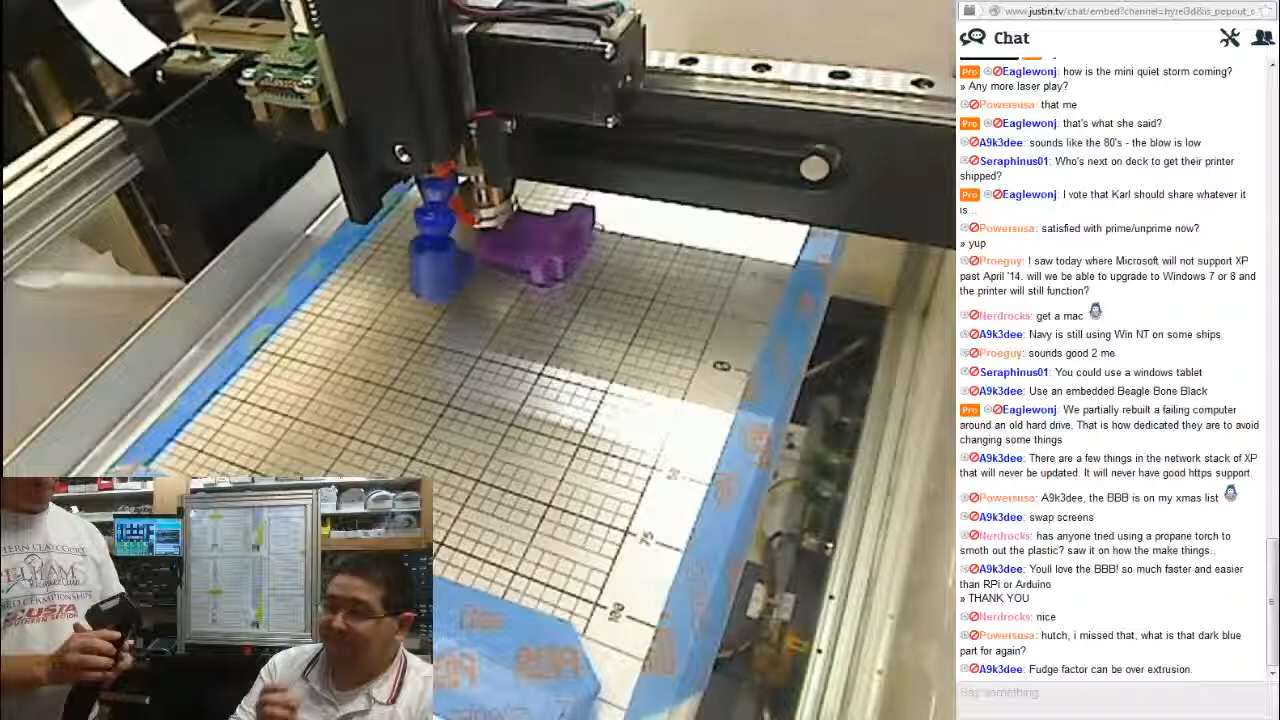 www.justin.tv/chat/embed?channel=hyrel3d&is_popout_c
Chat
Pro Eaglewonj: how is the mini quiet storm coming?
» Any more laser play?
Powersusa: that me
Pro Eaglewonj: that's what she said?
A9k3dee: sounds like the 80's - the blow is low
Seraphinus01: Who's next on deck to get their printer
shipped?
Pro Eaglewonj: I vote that Karl should share whatever it
is...
Powersusa: satisfied with prime/unprime now?
» yup
Proeguy: I saw today where Microsoft will not support XP
past April '14. will we be able to upgrade to Windows 7 or 8 and
the printer will still function?
Nerdrocks: get a mac
A9k3dee: Navy is still using Win NT on some ships
Proeguy: sounds good 2 me
Seraphinus01: You could use a windows tablet
A9k3dee: Use an embedded Beagle Bone Black
Pro Eaglewonj: We partially rebuilt a failing computer
around an old hard drive. That is how dedicated they are to avoid
changing some things
A9k3dee: There are a few things in the network stack of XP
that will never be updated. It will never have good https support.
Powersusa: A9k3dee, the BBB is on my xmas list
A9k3dee: swap screens
Nerdrocks: has anyone tried using a propane torch to
smoth out the plastic? saw it on how the make things..
A9k3dee: Youll love the BBB! so much faster and easier
than RPi or Arduino
» THANK YOU
Nerdrocks: nice
Powersusa: hutch, i missed that, what is that dark blue
part for again?
A9k3dee: Fudge factor can be over extrusion.
Say something